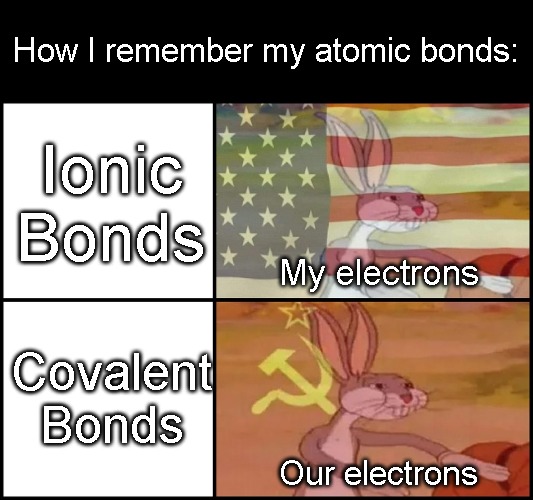 How I remember my atomic bonds:
Ionic
Bonds
My electrons
Covalent
Bonds
Our electrons